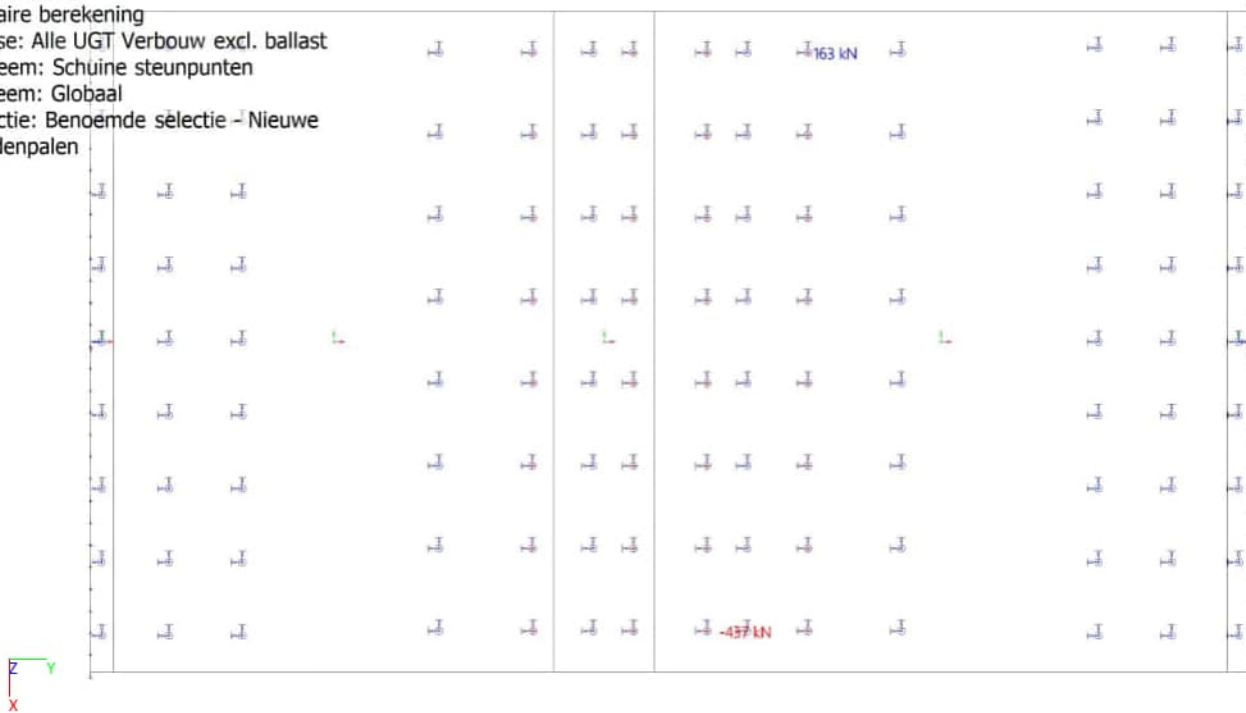 aire berekening
se: Alle UGT Verbouw excl. ballast
eem: Schuine steunpunten
eem: Globaal
ctie: Benoemde selectie - Nieuwe
lenpalen
163 kN
-437 kN
Z
Y
X